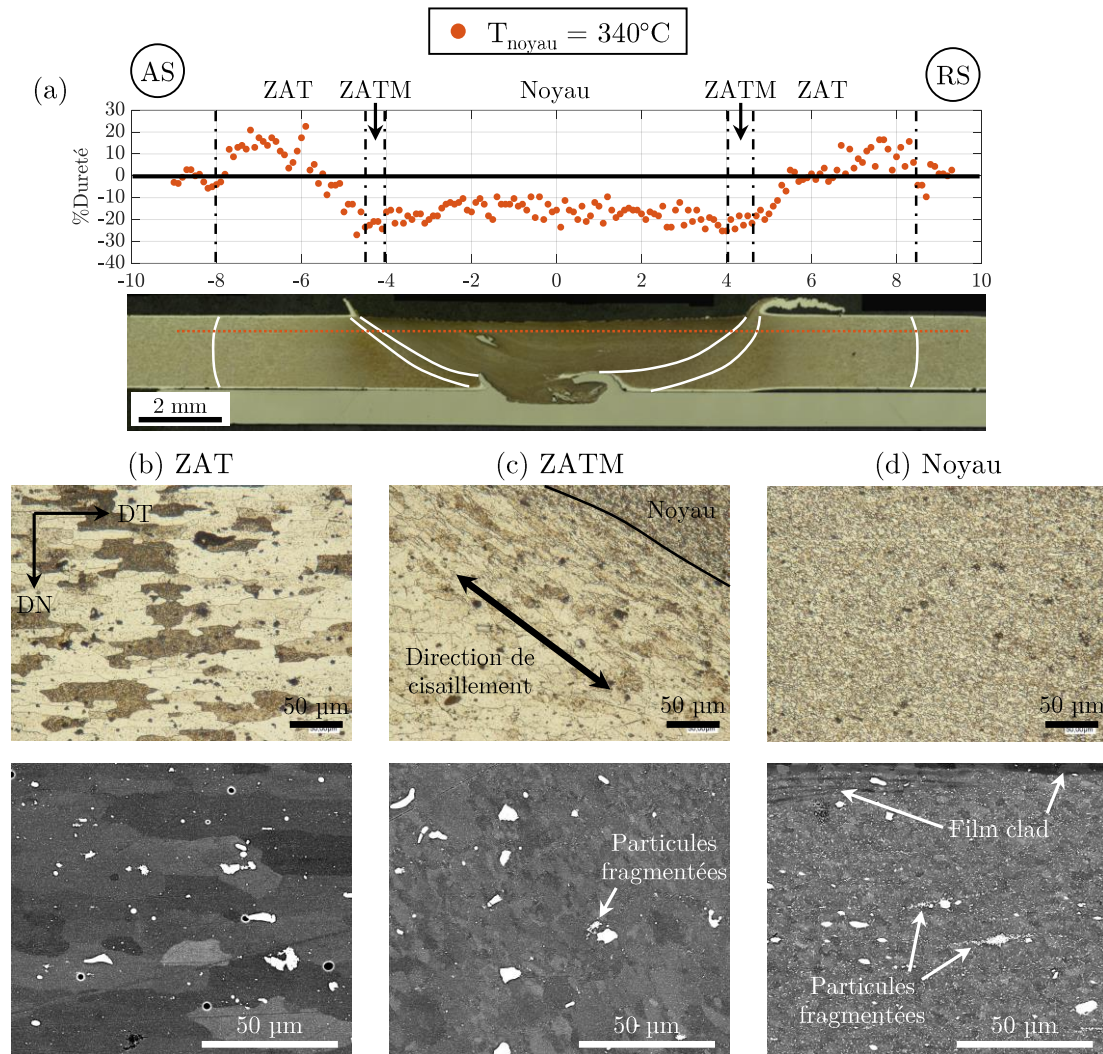 T_noyau = 340°C
AS
RS
(a)
ZAT
ZATM
Noyau
ZATM
ZAT
%Dureté
30
20
10
0
-10
-20
-30
-40
-10
-8
-6
-4
-2
0
2
4
6
8
10
2 mm
(b) ZAT
(c) ZATM
(d) Noyau
DT
DN
50 µm
Noyau
Direction de
cisaillement
50 µm
50 µm
50 µm
Particules
fragmentées
50 µm
Film clad
Particules
fragmentées
50 µm